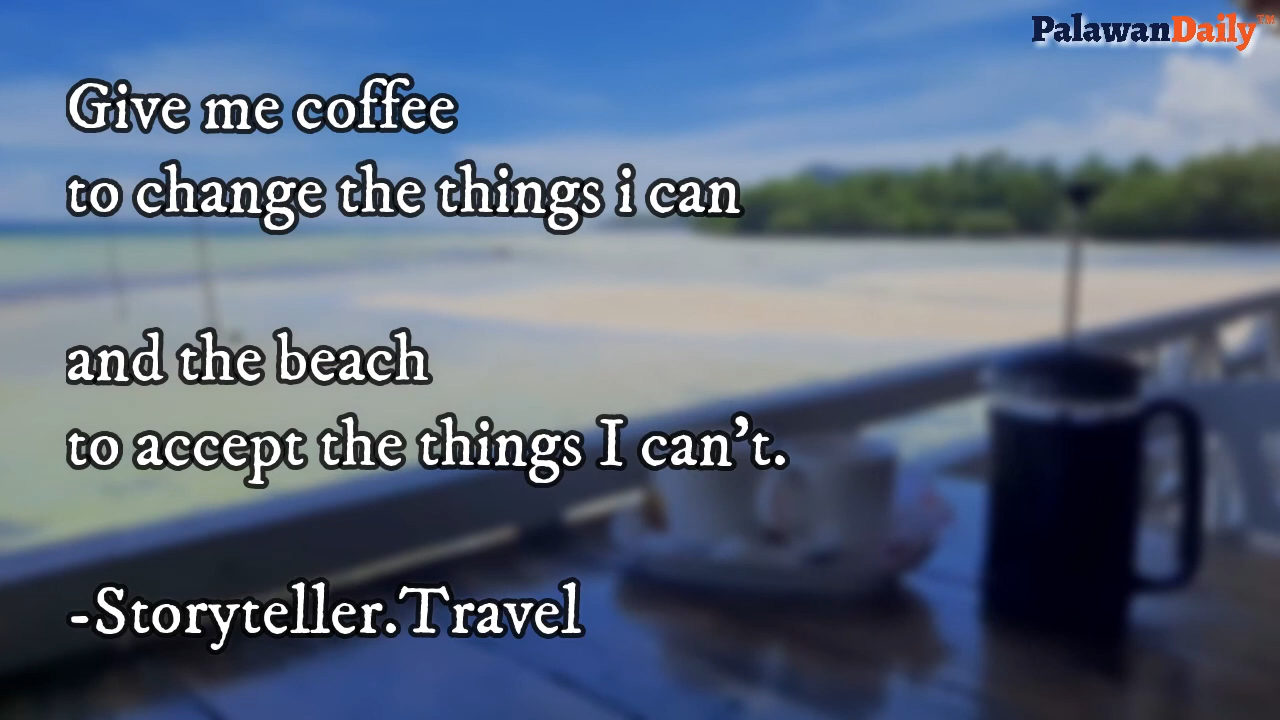 PalawanDaily™
Give me coffee
to change the things i can
and the beach
to accept the things I can’t.
-Storyteller.Travel